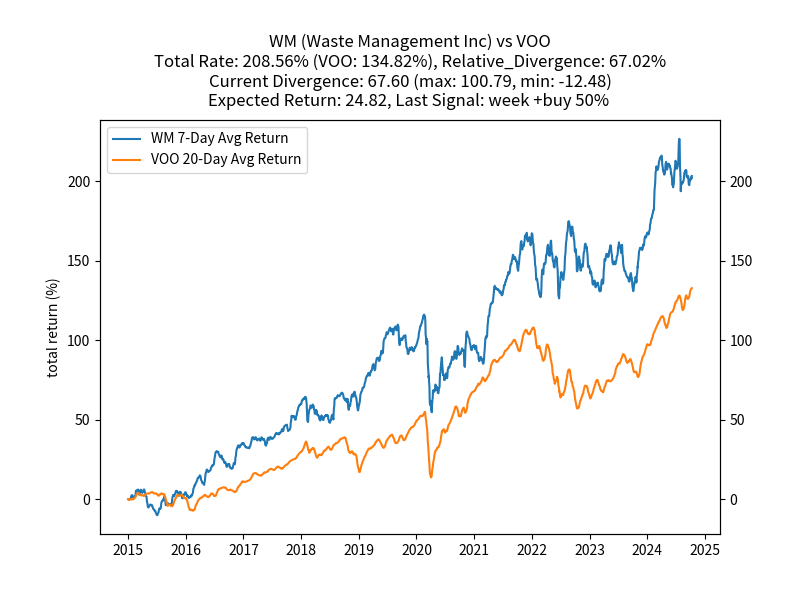 WM (Waste Management Inc) vs VOO
Total Rate: 208.56% (VOO: 134.82%), Relative_Divergence: 67.02%
Current Divergence: 67.60 (max: 100.79, min: -12.48)
Expected Return: 24.82, Last Signal: week +buy 50%
WM 7-Day Avg Return
VOO 20-Day Avg Return
total return (%)
200
150
100
50
0
200
150
100
50
0
2015 2016 2017 2018 2019 2020 2021 2022 2023 2024 2025